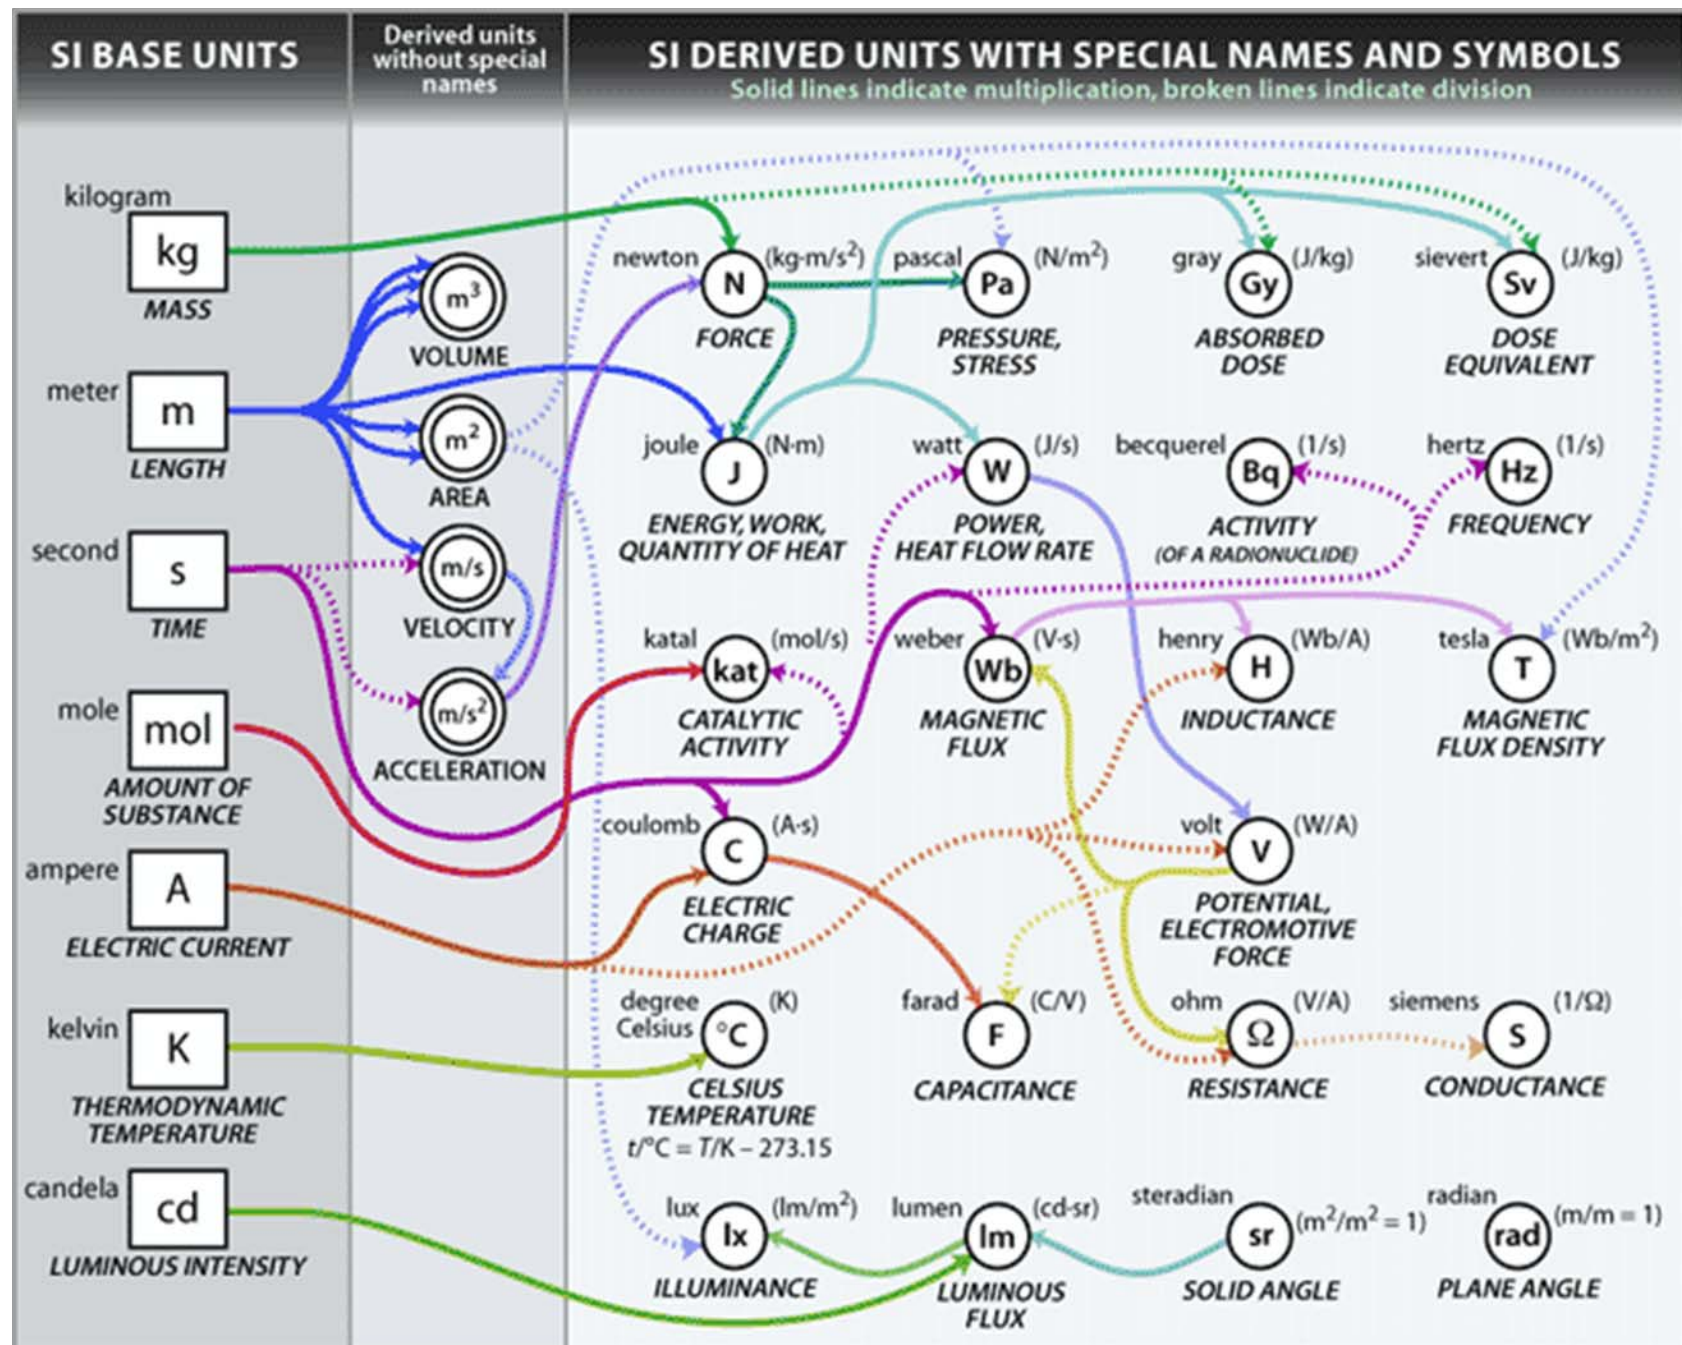 SI BASE UNITS
Derived units
without special
names
SI DERIVED UNITS WITH SPECIAL NAMES AND SYMBOLS
Solid lines indicate multiplication, broken lines indicate division
kilogram
kg
MASS
meter
m
LENGTH
second
s
TIME
mole
mol
AMOUNT OF
SUBSTANCE
ampere
A
ELECTRIC CURRENT
kelvin
K
THERMODYNAMIC
TEMPERATURE
candela
cd
LUMINOUS INTENSITY
m³
VOLUME
m²
AREA
m/s
VELOCITY
m/s²
ACCELERATION
newton
N
(kg·m/s²)
FORCE
pascal
Pa
(N/m²)
PRESSURE,
STRESS
gray
Gy
(J/kg)
ABSORBED
DOSE
sievert
Sv
(J/kg)
DOSE
EQUIVALENT
joule
J
(N·m)
ENERGY, WORK,
QUANTITY OF HEAT
watt
W
(J/s)
POWER,
HEAT FLOW RATE
becquerel
Bq
(1/s)
ACTIVITY
(OF A RADIONUCLIDE)
hertz
Hz
(1/s)
FREQUENCY
katal
kat
(mol/s)
CATALYTIC
ACTIVITY
weber
Wb
(V·s)
MAGNETIC
FLUX
henry
H
(Wb/A)
INDUCTANCE
tesla
T
(Wb/m²)
MAGNETIC
FLUX DENSITY
coulomb
C
(A·s)
ELECTRIC
CHARGE
volt
V
(W/A)
POTENTIAL,
ELECTROMOTIVE
FORCE
degree
Celsius
°C
(K)
CELSIUS
TEMPERATURE
t/°C = T/K – 273.15
farad
F
(C/V)
CAPACITANCE
ohm
Ω
(V/A)
RESISTANCE
siemens
S
(1/Ω)
CONDUCTANCE
lux
lx
(lm/m²)
ILLUMINANCE
lumen
lm
(cd·sr)
LUMINOUS
FLUX
steradian
sr
(m²/m² = 1)
SOLID ANGLE
radian
rad
(m/m = 1)
PLANE ANGLE